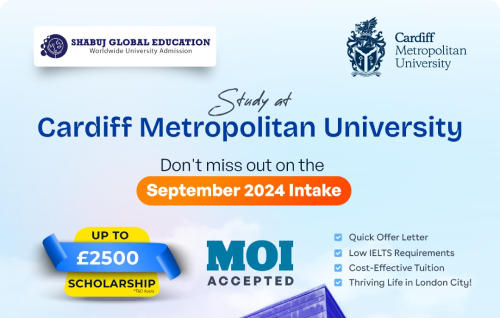 SHABUJ GLOBAL EDUCATION
Worldwide University Admission
Cardiff
Metropolitan
University
Study at
Cardiff Metropolitan University
Don't miss out on the
September 2024 Intake
UP TO
£2500
SCHOLARSHIP
*T&C Apply
MOI
ACCEPTED
Quick Offer Letter
Low IELTS Requirements
Cost-Effective Tuition
Thriving Life in London City!